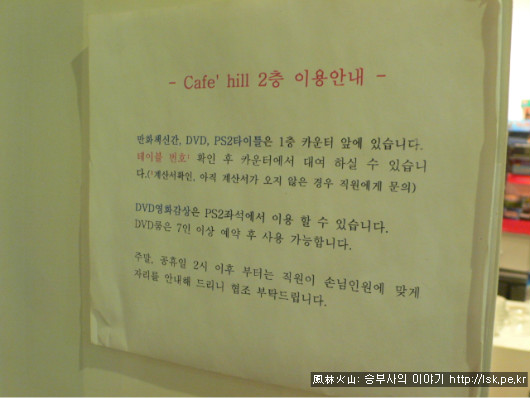 - Cafe' hill 2층 이용안내 -
만화책신간, DVD, PS2타이틀은 1층 카운터 앞에 있습니다.
테이블 번호' 확인 후 카운터에서 대여 하실 수 있습니
다.('계산서확인, 아직 계산서가 오지 않은 경우 직원에게 문의)
DVD영화감상은 PS2좌석에서 이용 할 수 있습니다.
DVD룸은 7인 이상 예약 후 사용 가능합니다.
주말, 공휴일 2시 이후 부터는 직원이 손님인원에 맞게
자리를 안내해 드리니 협조 부탁드립니다.
風林火山: 승부사의 이야기 http://lsk.pe.kr